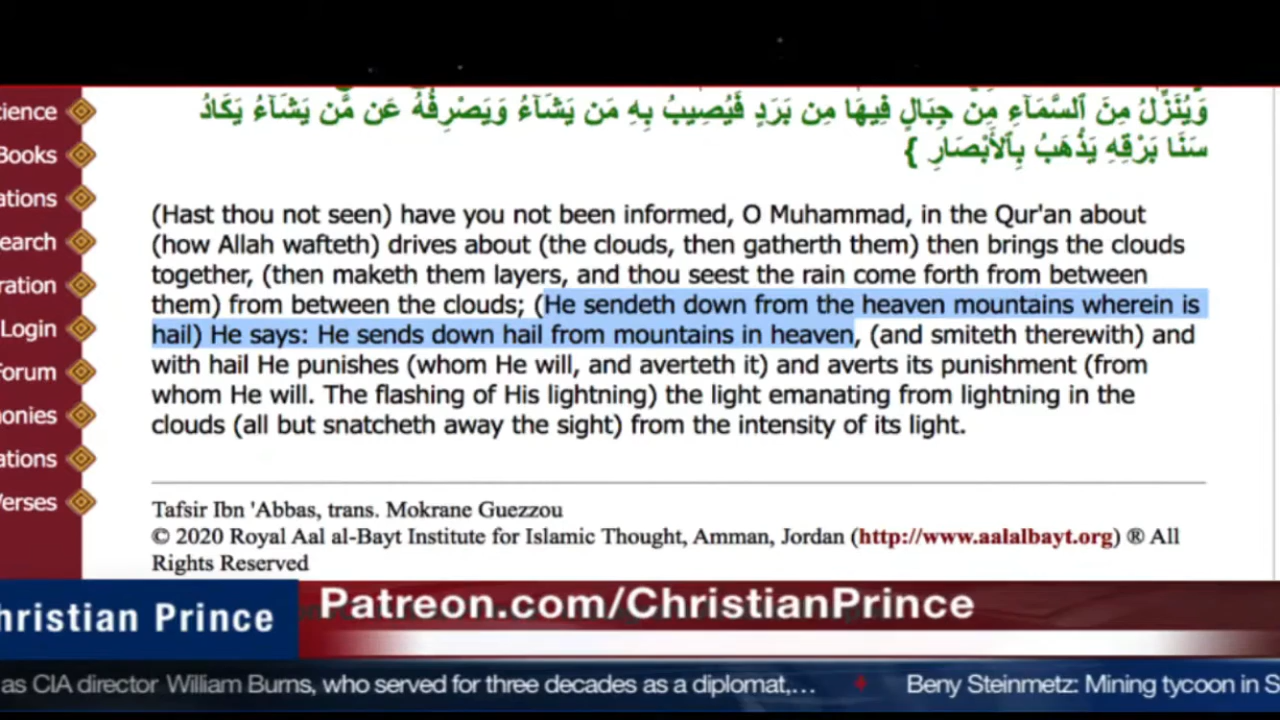 وَيُنَزِّلُ مِنَ ٱلسَّمَآءِ مِن جِبَالٍ فِيهَا مِن بَرَدٍ فَيُصِيبُ بِهِ مَن يَشَآءُ وَيَصْرِفُهُ عَن مَّن يَشَآءُ يَكَادُ
سَنَا بَرْقِهِ يَذْهَبُ بِٱلأَبْصَارِ }
cience
Books
ations
earch
ration
Login
Forum
nonies
ations
Verses
(Hast thou not seen) have you not been informed, O Muhammad, in the Qur'an about
(how Allah wafteth) drives about (the clouds, then gathereth them) then brings the clouds
together, (then maketh them layers, and thou seest the rain come forth from between
them) from between the clouds; (He sendeth down from the heaven mountains wherein is
hail) He says: He sends down hail from mountains in heaven, (and smiteth therewith) and
with hail He punishes (whom He will, and averteth it) and averts its punishment (from
whom He will. The flashing of His lightning) the light emanating from lightning in the
clouds (all but snatcheth away the sight) from the intensity of its light.
Tafsir Ibn 'Abbas, trans. Mokrane Guezzou
© 2020 Royal Aal al-Bayt Institute for Islamic Thought, Amman, Jordan (http://www.aalalbayt.org) ® All
Rights Reserved
hristian Prince
Patreon.com/ChristianPrince
as CIA director William Burns, who served for three decades as a diplomat,... Beny Steinmetz: Mining tycoon in S